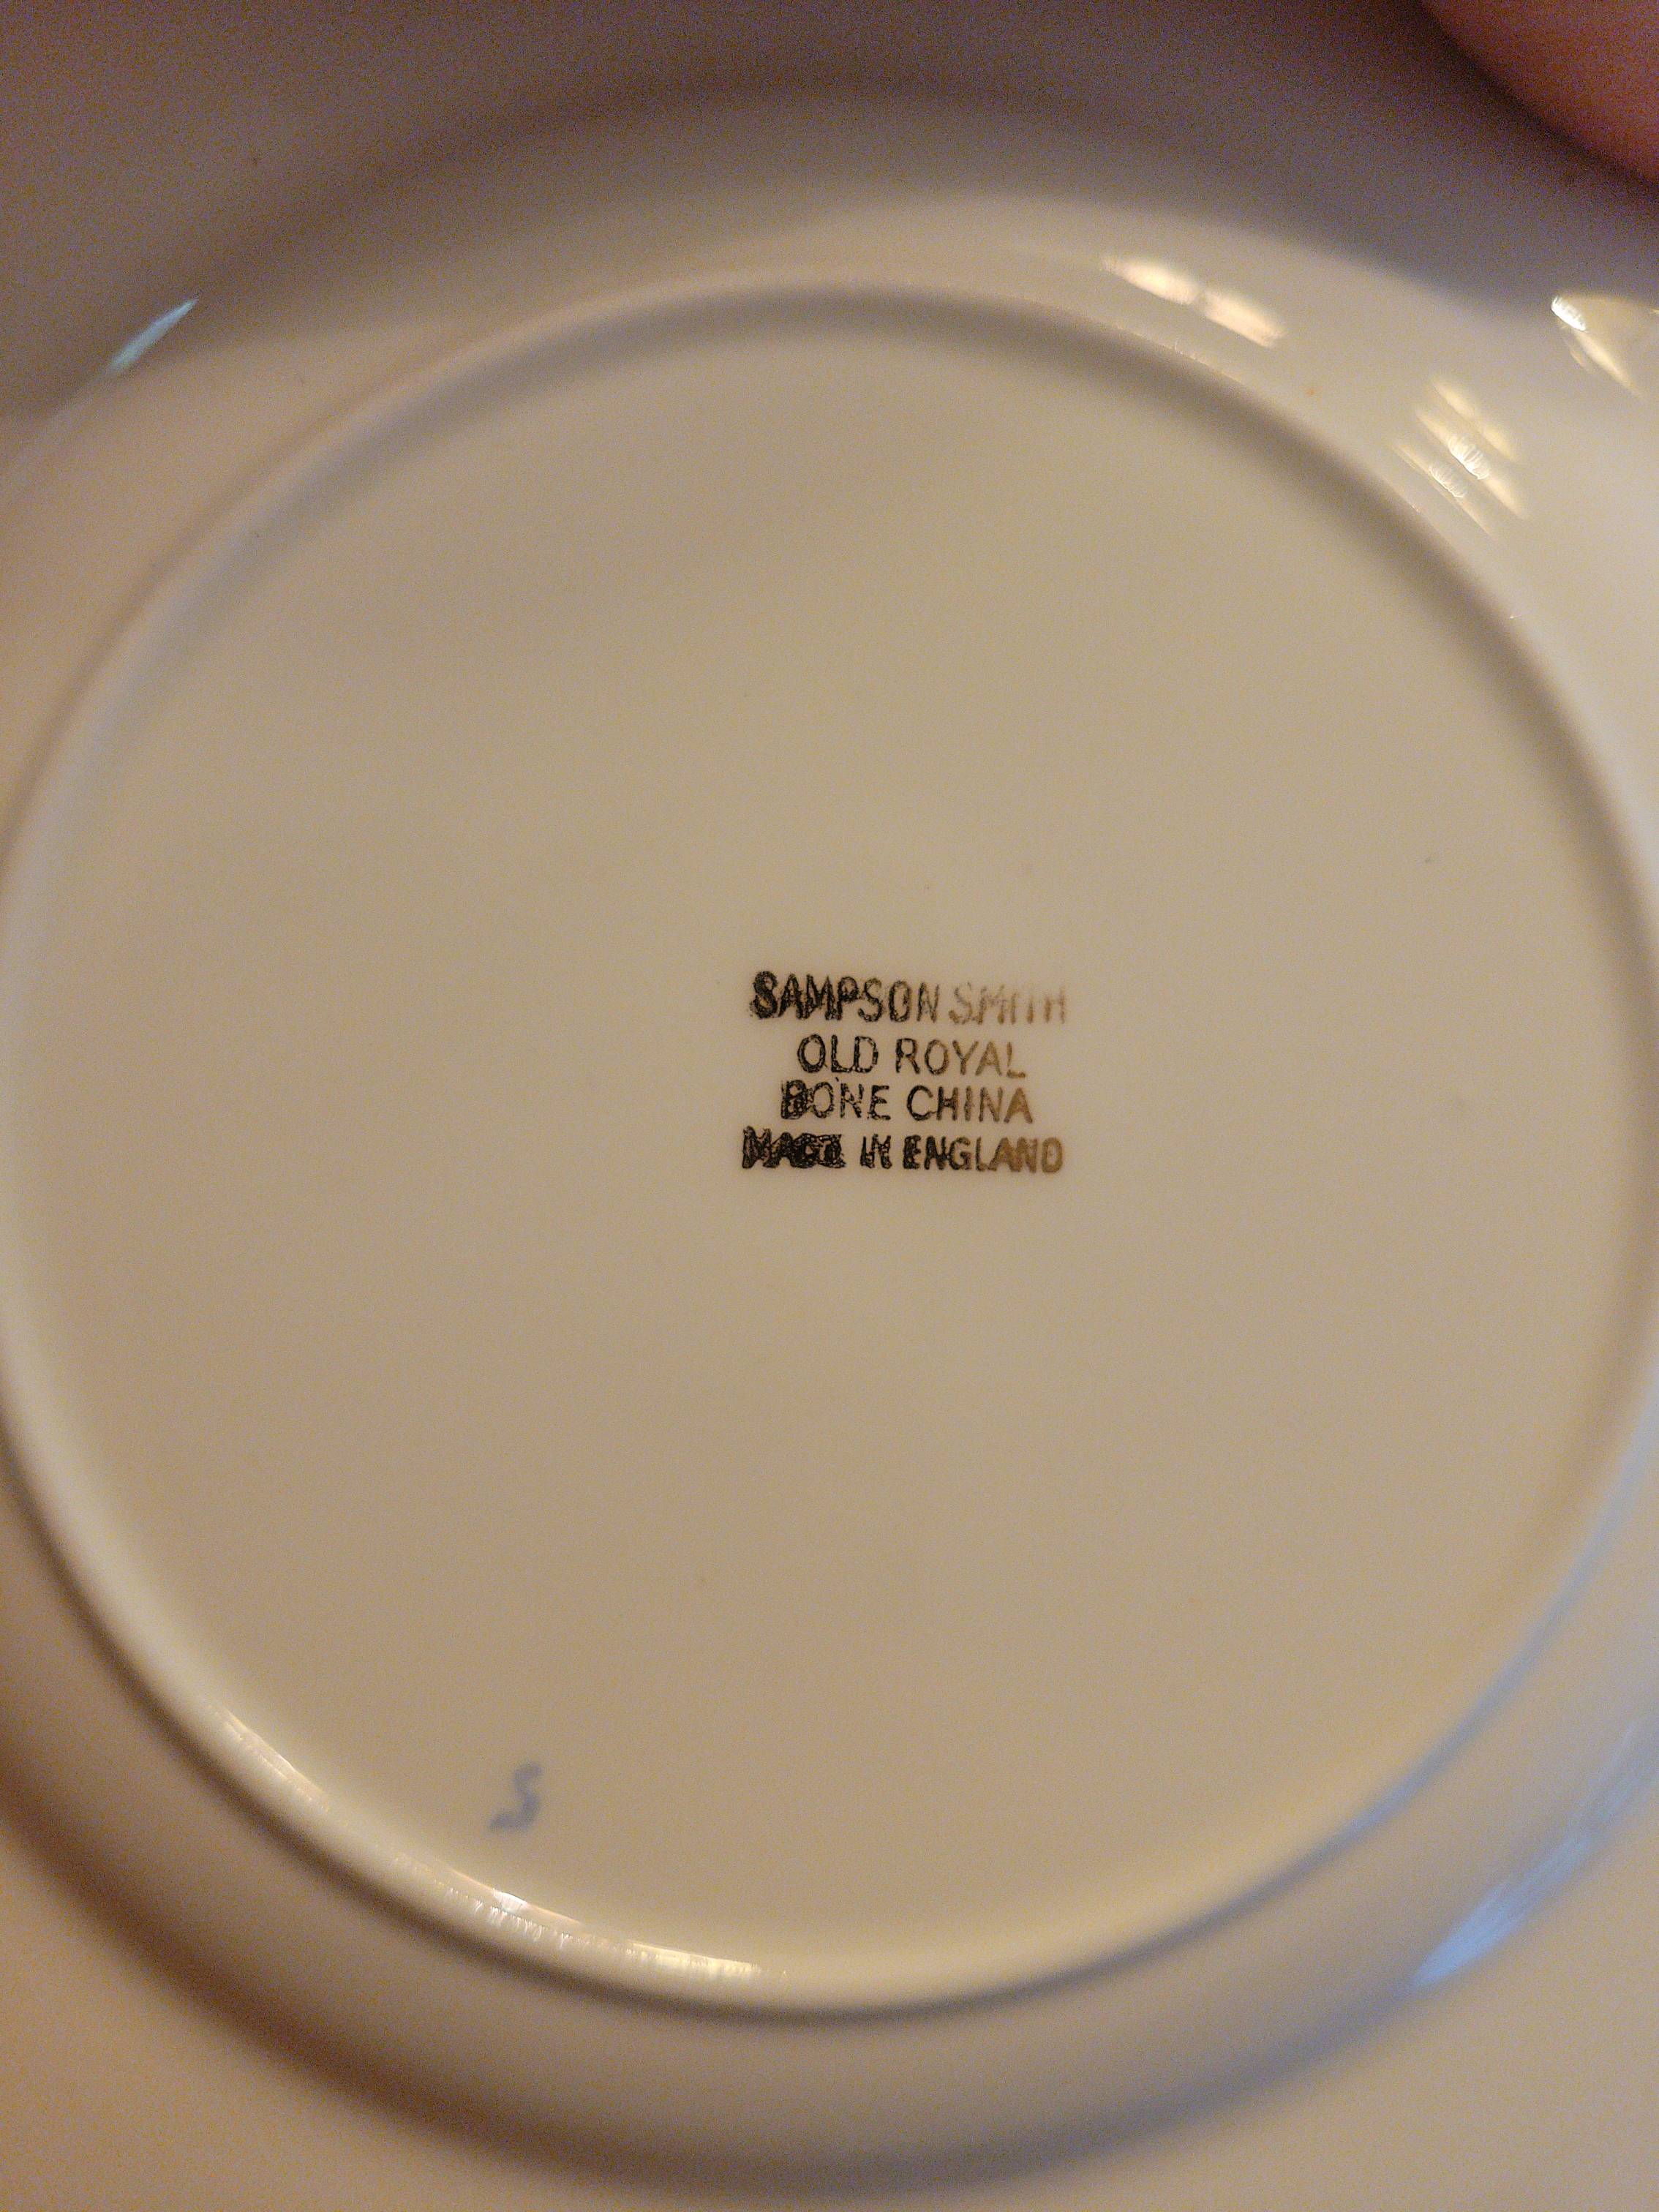 SAMPSON SMITH
OLD ROYAL
BONE CHINA
MADE IN ENGLAND
S